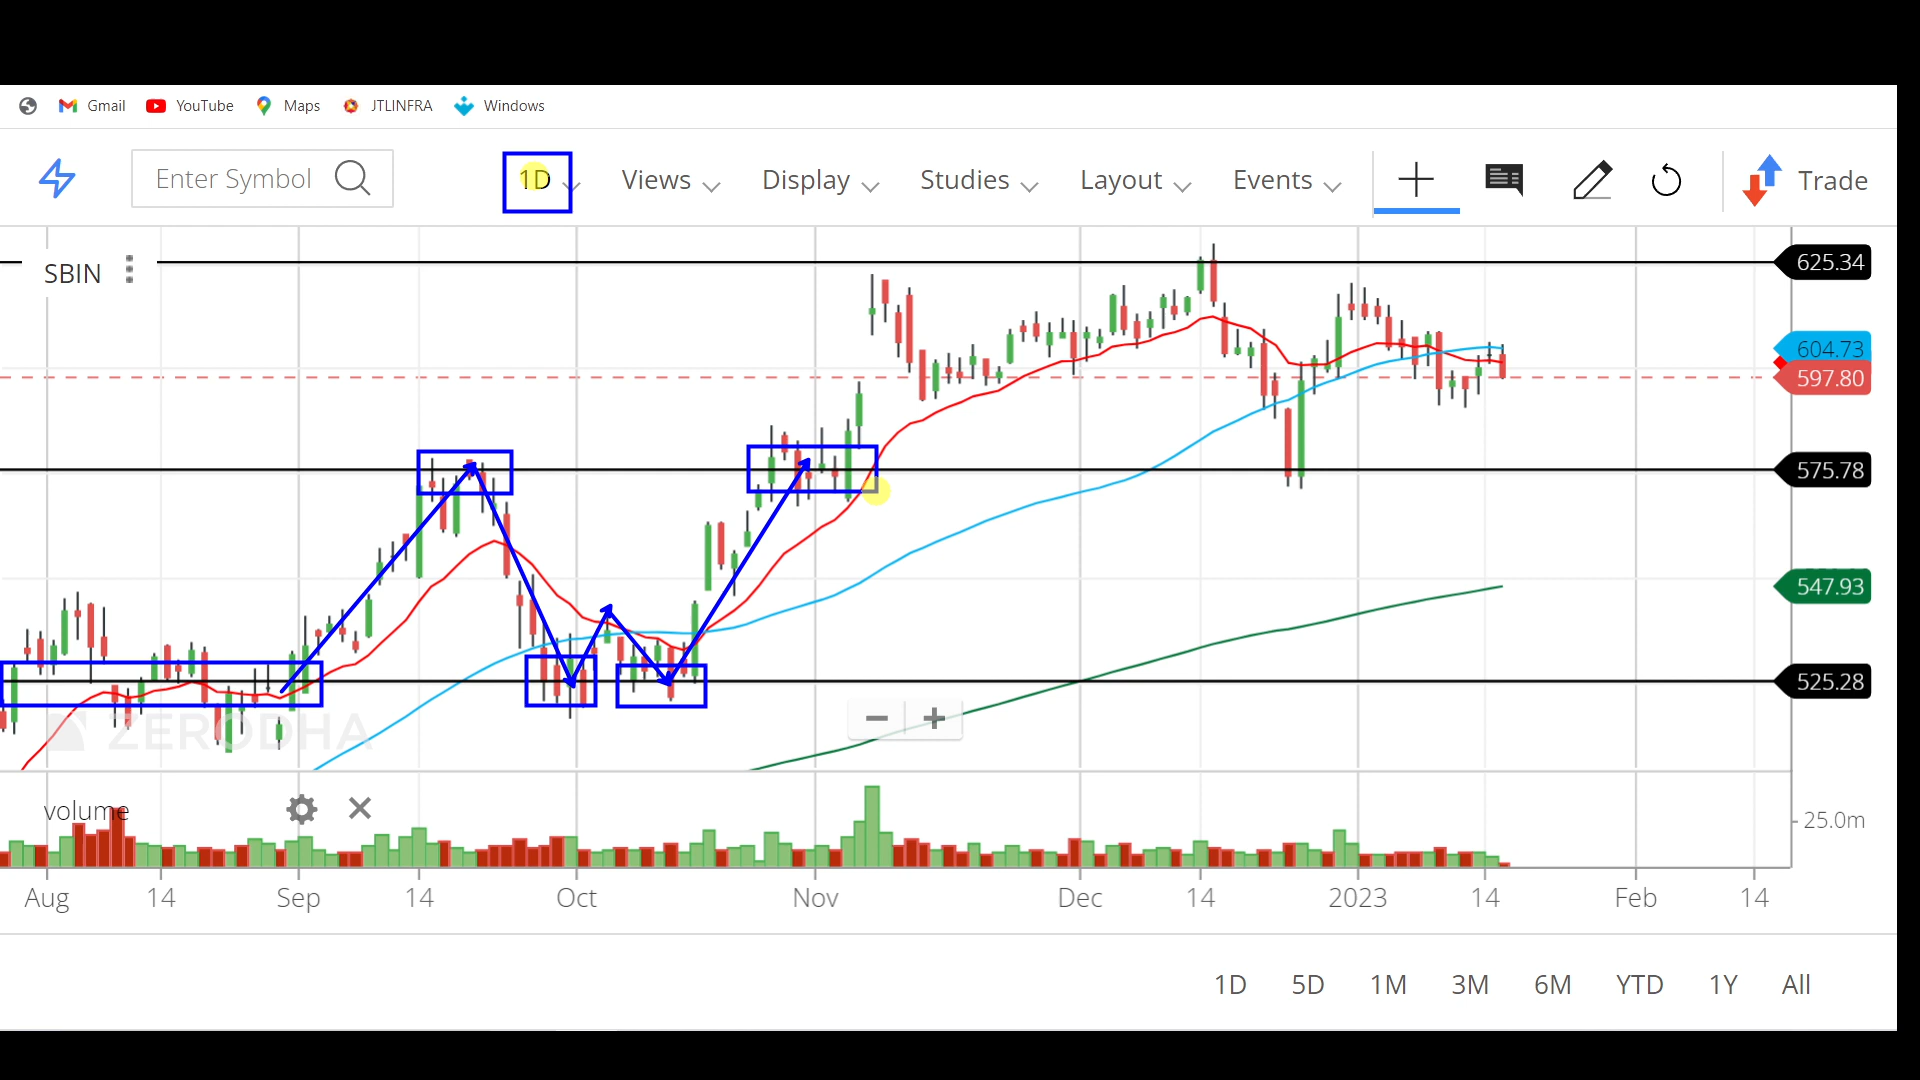 Gmail YouTube Maps JTLINFRA Windows
Enter Symbol 1D Views Display Studies Layout Events Trade
SBIN
625.34
604.73
597.80
575.78
547.93
525.28
ZERODHA
volume
25.0m
Aug 14 Sep 14 Oct Nov Dec 14 2023 14 Feb 14
1D 5D 1M 3M 6M YTD 1Y All